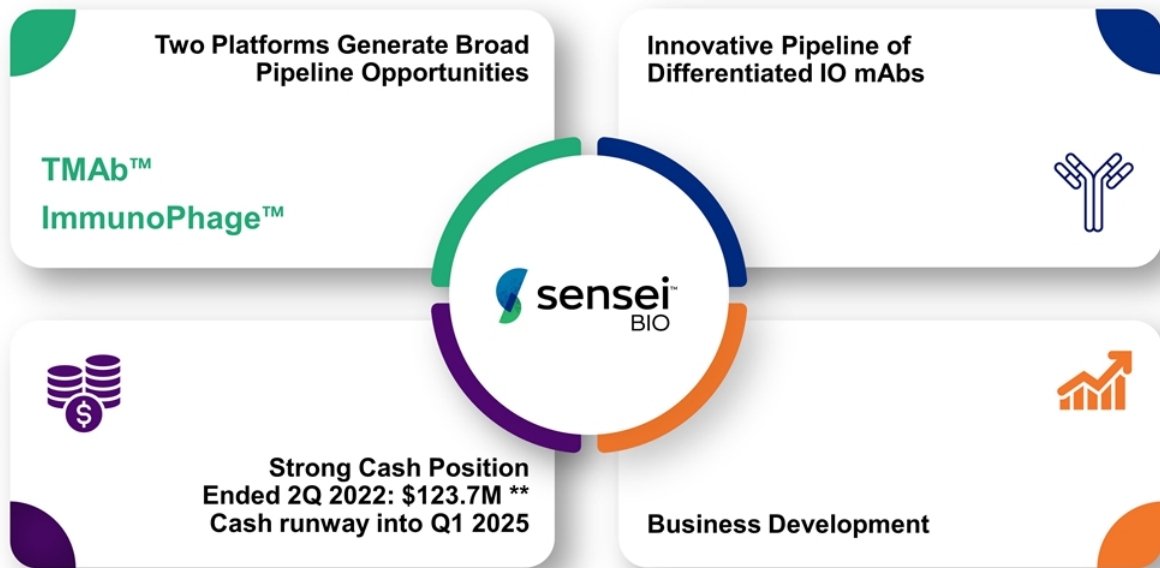 Two Platforms Generate Broad
Pipeline Opportunities
TMAb™
ImmunoPhage™
Innovative Pipeline of
Differentiated IO mAbs
sensei™
BIO
$
Strong Cash Position
Ended 2Q 2022: $123.7M **
Cash runway into Q1 2025
Business Development